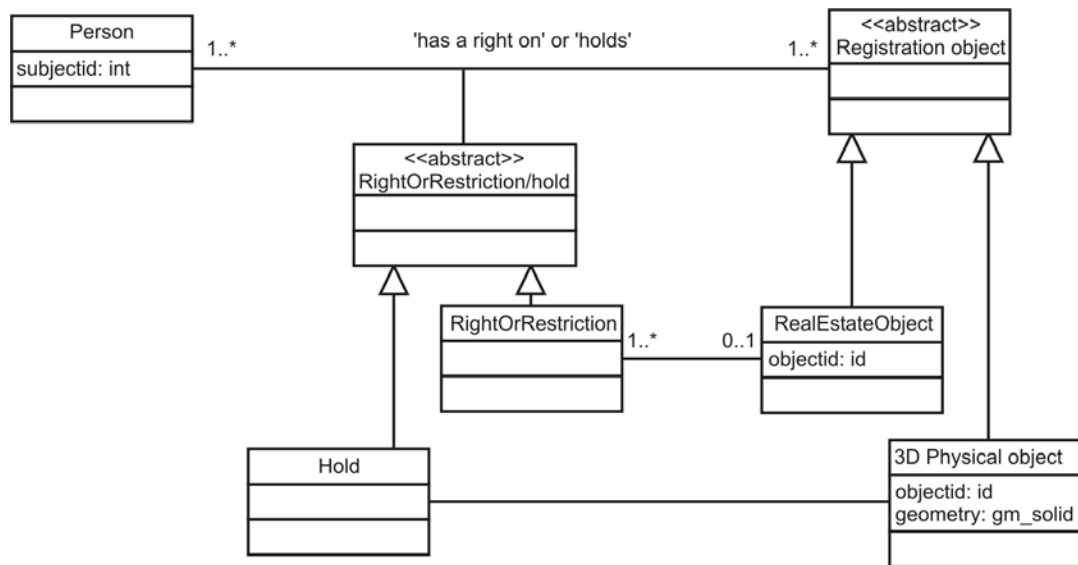 Person
subjectid: int
1..*
'has a right on' or 'holds'
1..*
<<abstract>>
Registration object
<<abstract>>
RightOrRestriction/hold
RightOrRestriction
1..*
0..1
RealEstateObject
objectid: id
Hold
3D Physical object
objectid: id
geometry: gm_solid